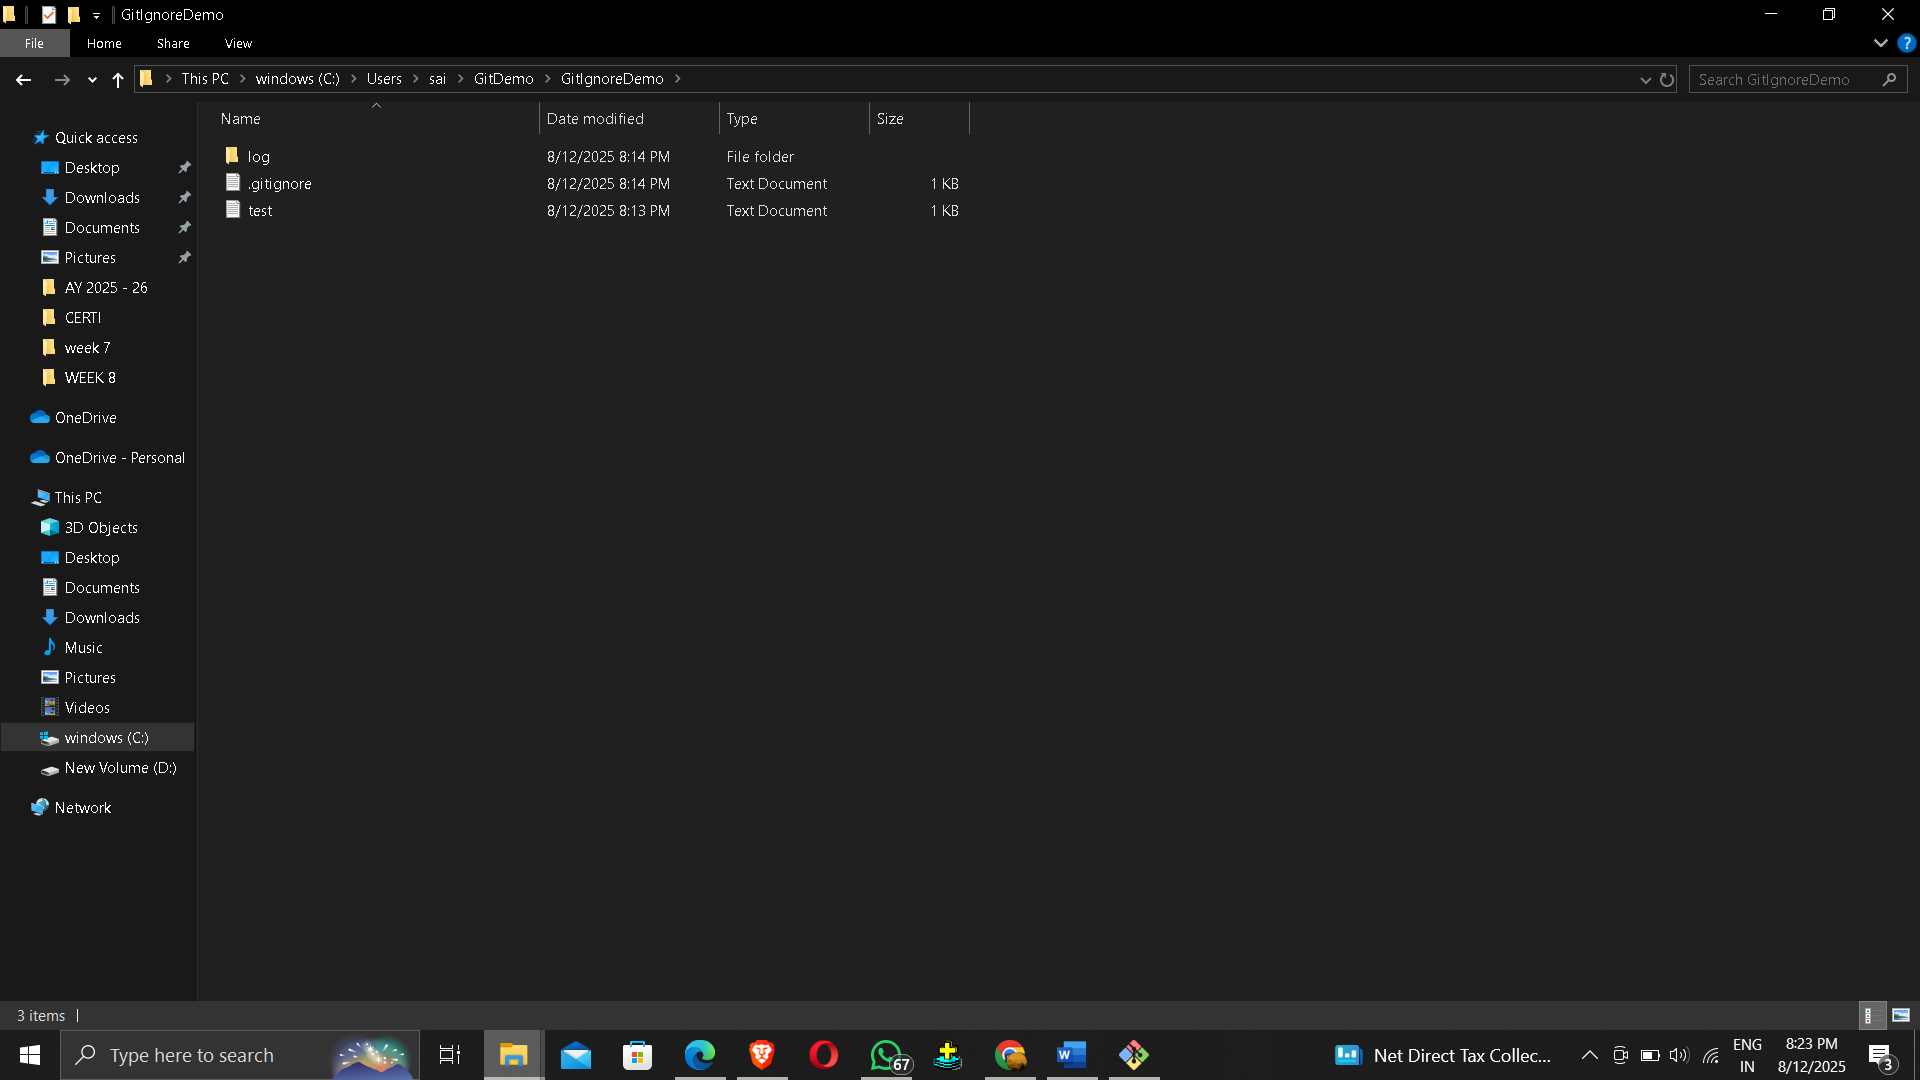 GitIgnoreDemo
File Home Share View
This PC windows (C:) Users sai GitDemo GitIgnoreDemo Search GitIgnoreDemo
Name Date modified Type Size
log 8/12/2025 8:14 PM File folder
.gitignore 8/12/2025 8:14 PM Text Document 1 KB
test 8/12/2025 8:13 PM Text Document 1 KB
Quick access
Desktop
Downloads
Documents
Pictures
AY 2025 - 26
CERTI
week 7
WEEK 8
OneDrive
OneDrive - Personal
This PC
3D Objects
Desktop
Documents
Downloads
Music
Pictures
Videos
windows (C:)
New Volume (D:)
Network
3 items
Type here to search
67
Net Direct Tax Collec...
ENG
IN
8:23 PM
8/12/2025
3